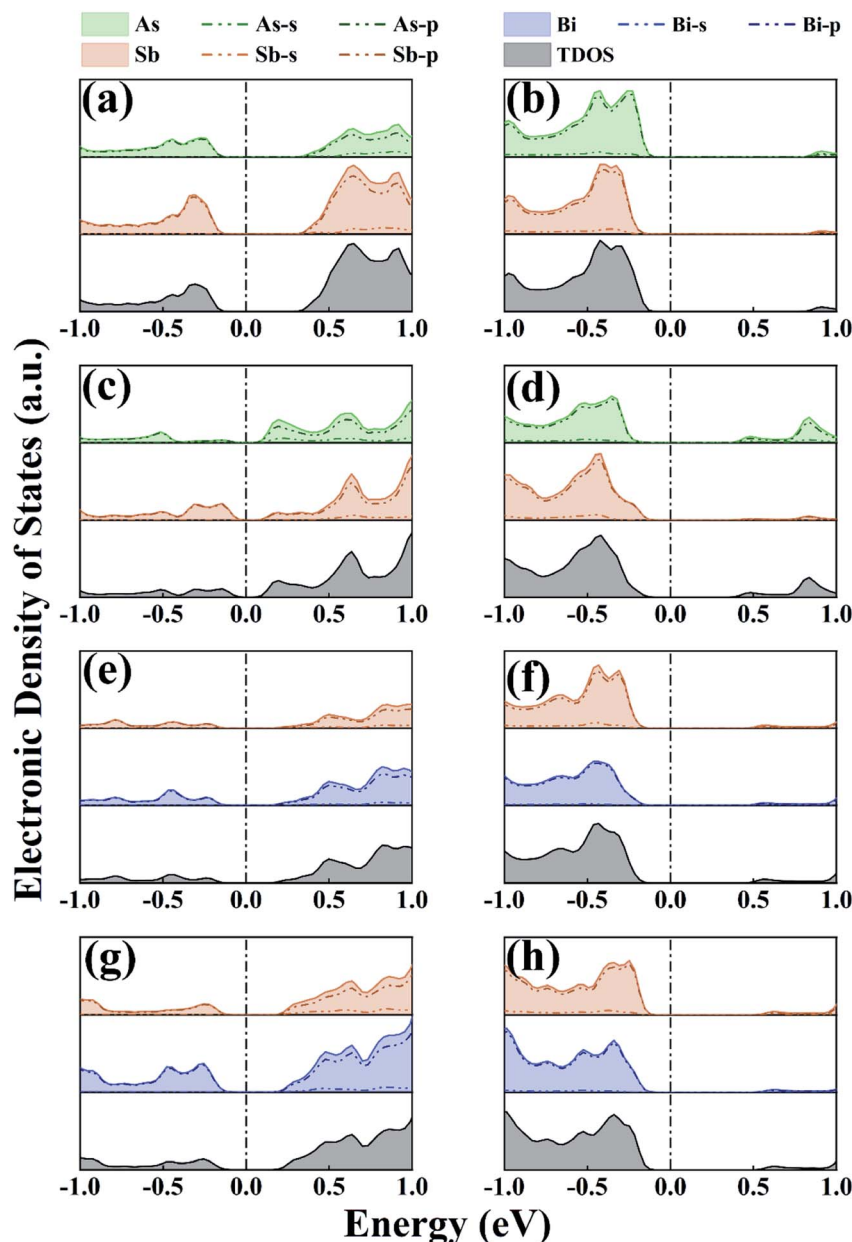 As As-s As-p Bi Bi-s Bi-p
Sb Sb-s Sb-p TDOS
(a) (b)
-1.0 -0.5 0.0 0.5 1.0 -1.0 -0.5 0.0 0.5 1.0
(c) (d)
-1.0 -0.5 0.0 0.5 1.0 -1.0 -0.5 0.0 0.5 1.0
(e) (f)
-1.0 -0.5 0.0 0.5 1.0 -1.0 -0.5 0.0 0.5 1.0
(g) (h)
-1.0 -0.5 0.0 0.5 1.0 -1.0 -0.5 0.0 0.5 1.0
Electronic Density of States (a.u.)
Energy (eV)